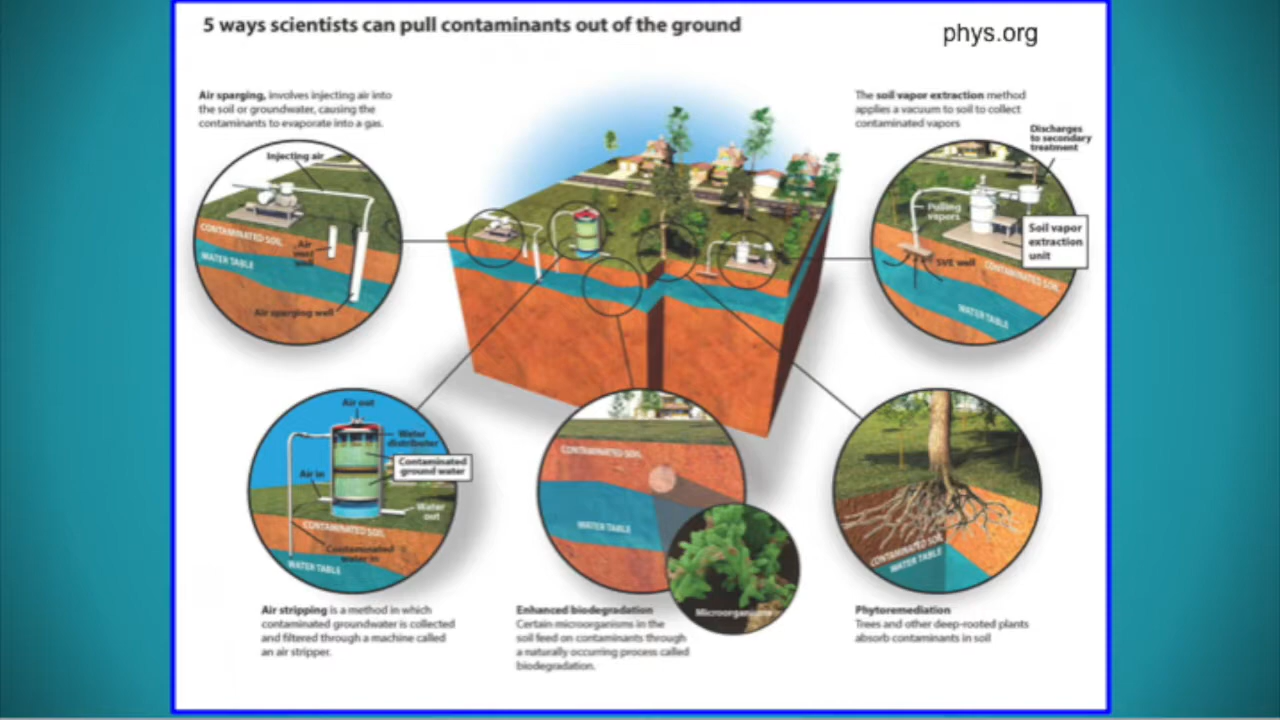 5 ways scientists can pull contaminants out of the ground
phys.org
Air sparging, involves injecting air into
the soil or groundwater, causing the
contaminants to evaporate into a gas.
Injecting air
CONTAMINATED SOIL
WATER TABLE
Air
well
Air sparging well
The soil vapor extraction method
applies a vacuum to soil to collect
contaminated vapors
Discharges
to secondary
treatment
Pulling
vapors
Soil vapor
extraction
unit
SVE well
CONTAMINATED SOIL
WATER TABLE
Air out
Water
distributer
Contaminated
ground water
Air in
Water
out
CONTAMINATED SOIL
Contaminated
water in
WATER TABLE
Air stripping is a method in which
contaminated groundwater is collected
and filtered through a machine called
an air stripper.
CONTAMINATED SOIL
WATER TABLE
Microorganisms
Enhanced biodegradation
Certain microorganisms in the
soil feed on contaminants through
a naturally occurring process called
biodegradation.
CONTAMINATED SOIL
WATER TABLE
Phytoremediation
Trees and other deep-rooted plants
absorb contaminants in soil